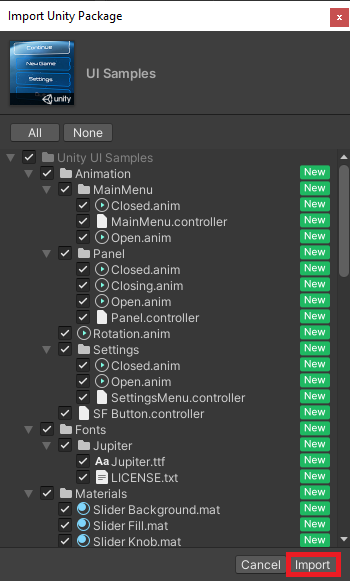 Import Unity Package
x
Continue
New Game
Settings
unity
UI Samples
All None
Unity UI Samples
Animation New
MainMenu New
Closed.anim New
MainMenu.controller New
Open.anim New
Panel New
Closed.anim New
Closing.anim New
Open.anim New
Panel.controller New
Rotation.anim New
Settings New
Closed.anim New
Open.anim New
SettingsMenu.controller New
SF Button.controller New
Fonts New
Jupiter New
Aa Jupiter.ttf New
LICENSE.txt New
Materials New
Slider Background.mat New
Slider Fill.mat New
Slider Knob.mat New
Cancel Import